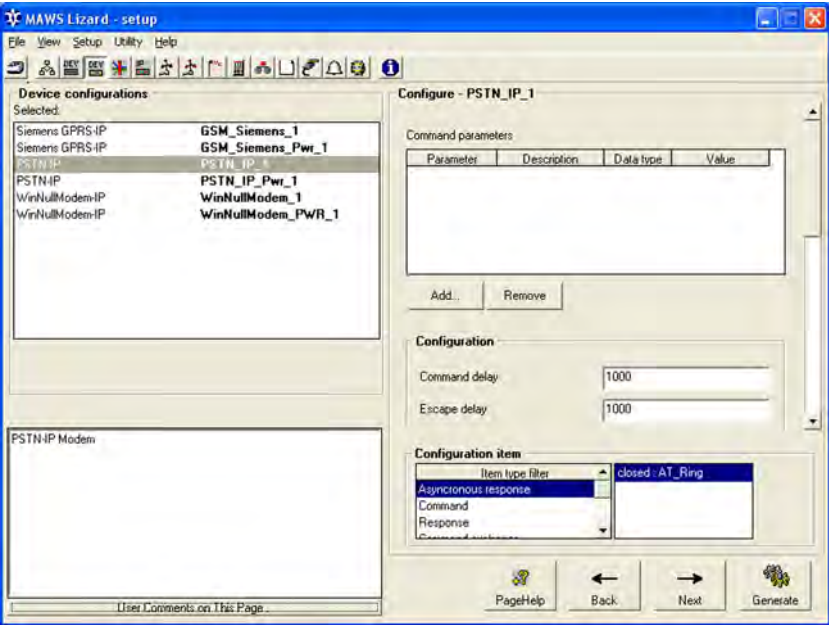 MAWS Lizard - setup
File View Setup Utility Help
Device configurations
Selected:
Siemens GPRS-IP GSM_Siemens_1
Siemens GPRS-IP GSM_Siemens_Pwr_1
PSTN-IP PSTN_IP_1
PSTN-IP PSTN_IP_Pwr_1
WinNullModem-IP WinNullModem_1
WinNullModem-IP WinNullModem_PWR_1
PSTN-IP Modem
User Comments on This Page
Configure - PSTN_IP_1
Command parameters
Parameter Description Data type Value
Add... Remove
Configuration
Command delay 1000
Escape delay 1000
Configuration item
Item type filter
Asyncronous response
Command
Response
Command exchange
closed : AT_Ring
PageHelp Back Next Generate